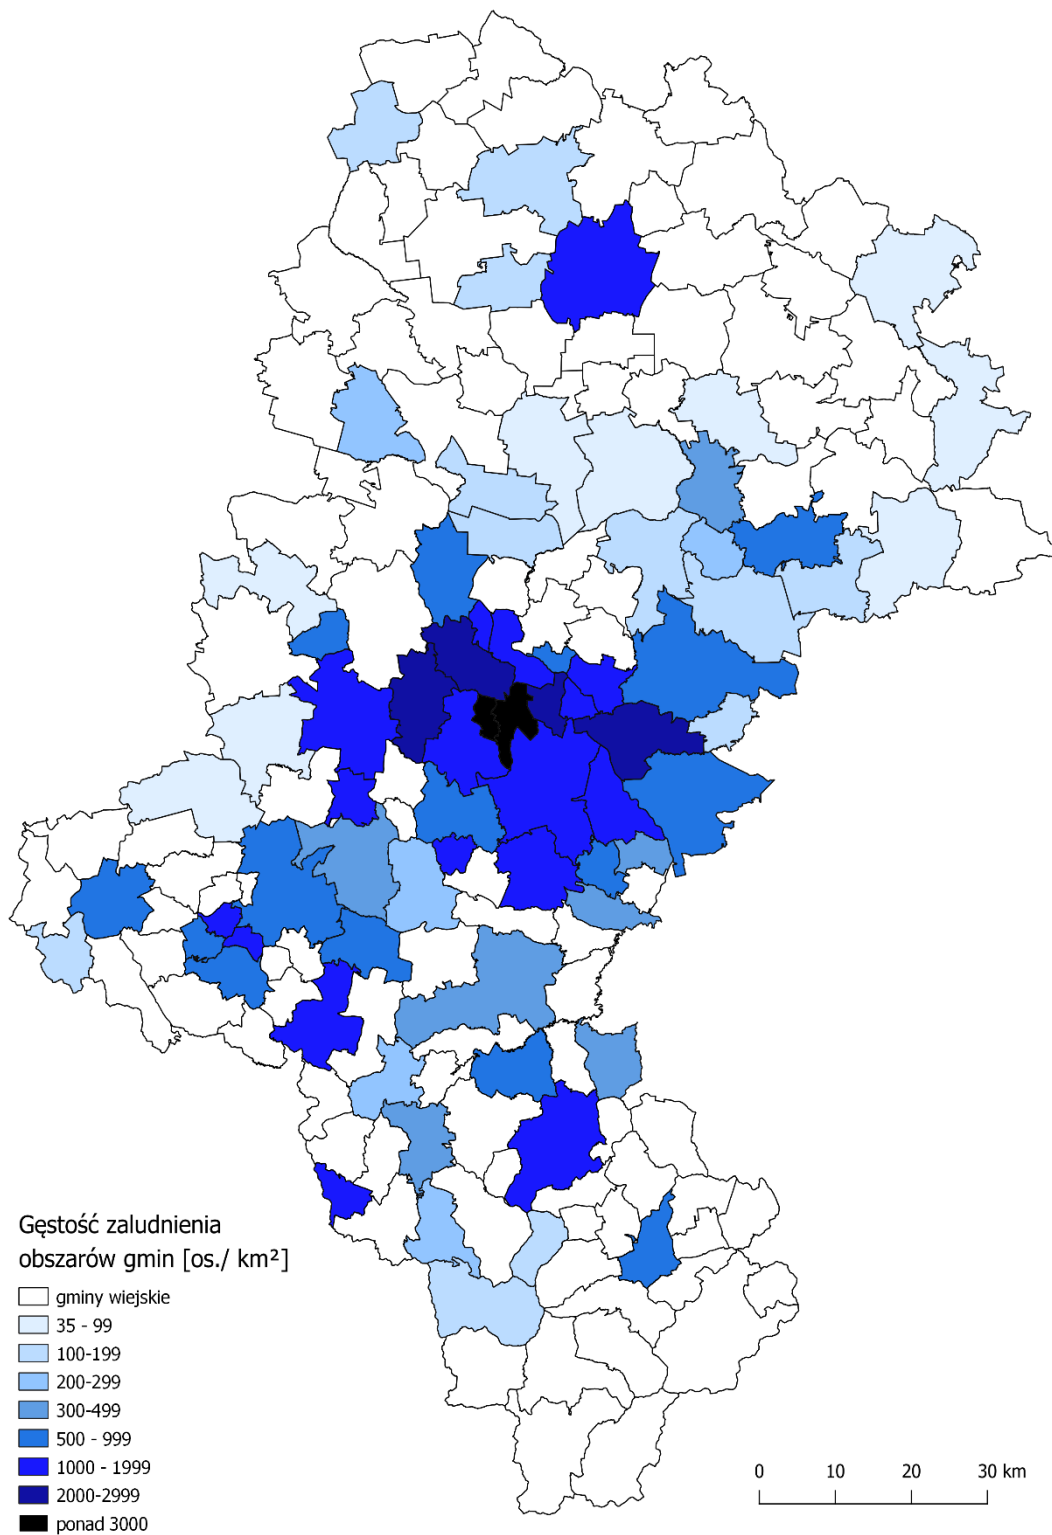 Gęstość zaludnienia
obszarów gmin [os./ km²]
gminy wiejskie
35 - 99
100-199
200-299
300-499
500 - 999
1000 - 1999
2000-2999
ponad 3000
0 10 20 30 km